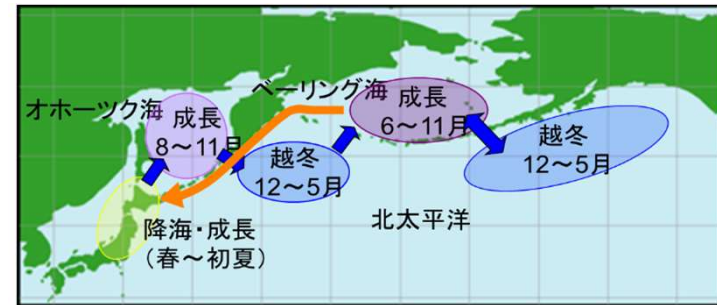 ベーリング海
オホーツク海
成長
6～11月
成長
8～11月
越冬
12～5月
越冬
12～5月
北太平洋
降海・成長
（春～初夏）